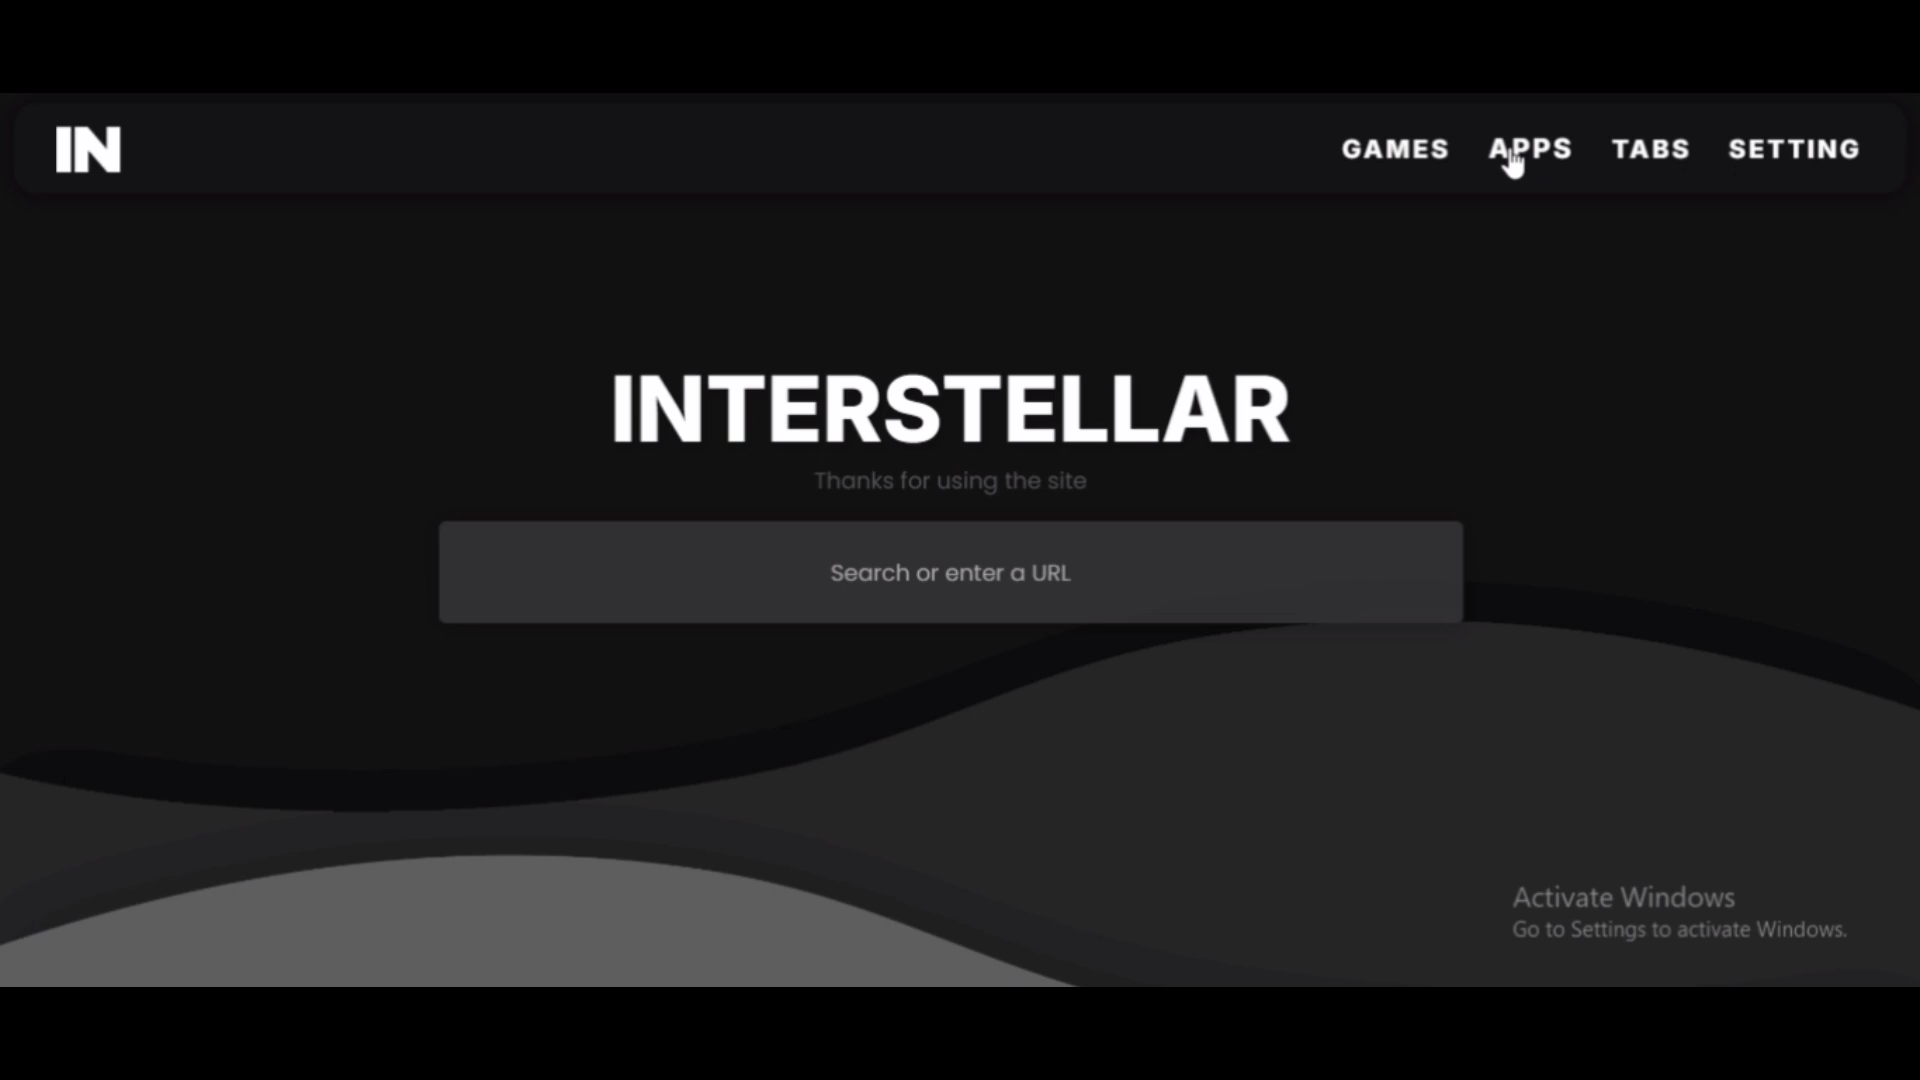 IN
GAMES APPS TABS SETTING
INTERSTELLAR
Thanks for using the site
Search or enter a URL
Activate Windows
Go to Settings to activate Windows.